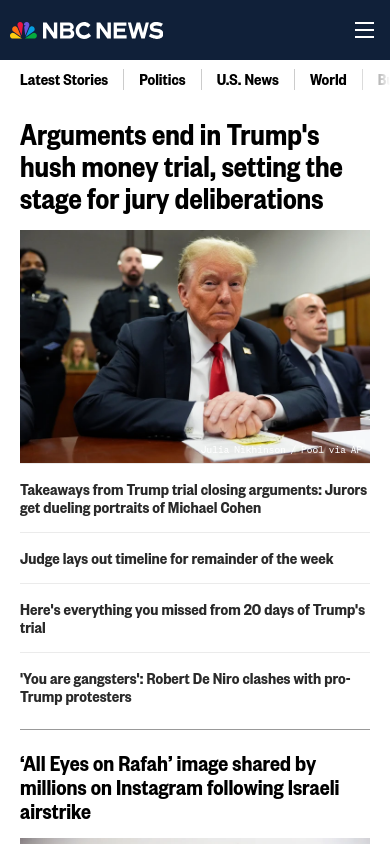 NBC NEWS
Latest Stories
Politics
U.S. News
World
Arguments end in Trump's
hush money trial, setting the
stage for jury deliberations
via AP
Takeaways from Trump trial closing arguments: Jurors
get dueling portraits of Michael Cohen
Judge lays out timeline for remainder of the week
Here's everything you missed from 20 days of Trump's
trial
'You are gangsters': Robert De Niro clashes with pro-
Trump protesters
‘All Eyes on Rafah’ image shared by
millions on Instagram following Israeli
airstrike